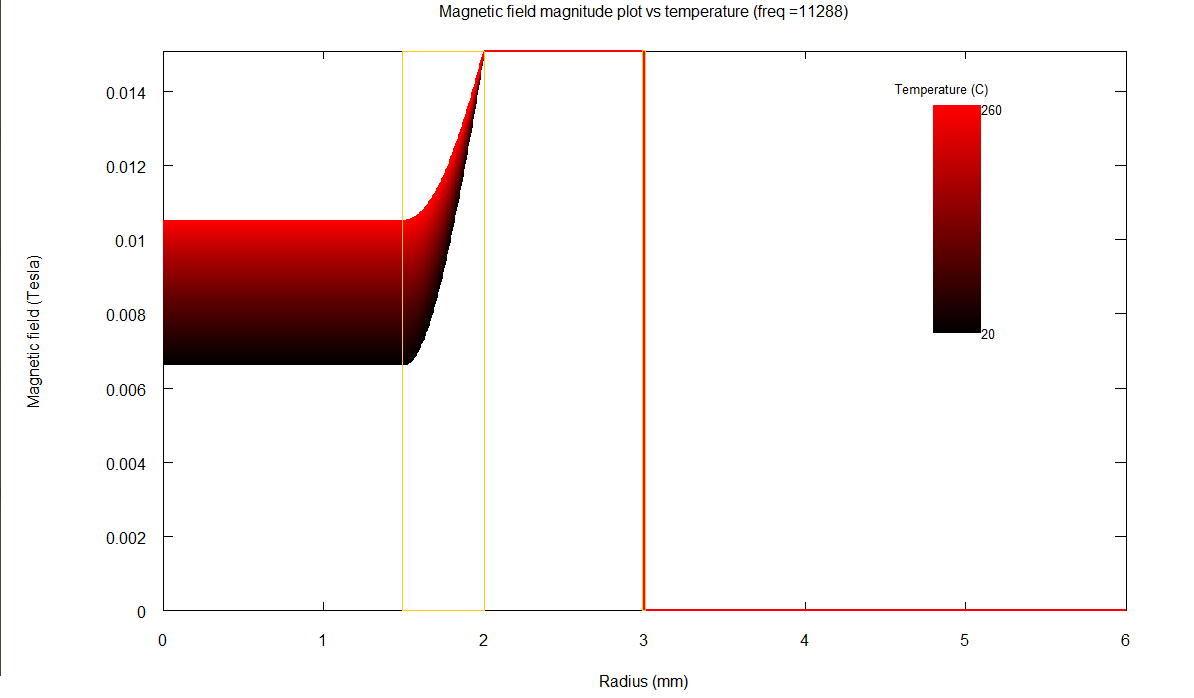 Magnetic field magnitude plot vs temperature (freq =11288)
Temperature (C)
260
20
0.014
0.012
0.01
0.008
0.006
0.004
0.002
0
Magnetic field (Tesla)
0 1 2 3 4 5 6
Radius (mm)